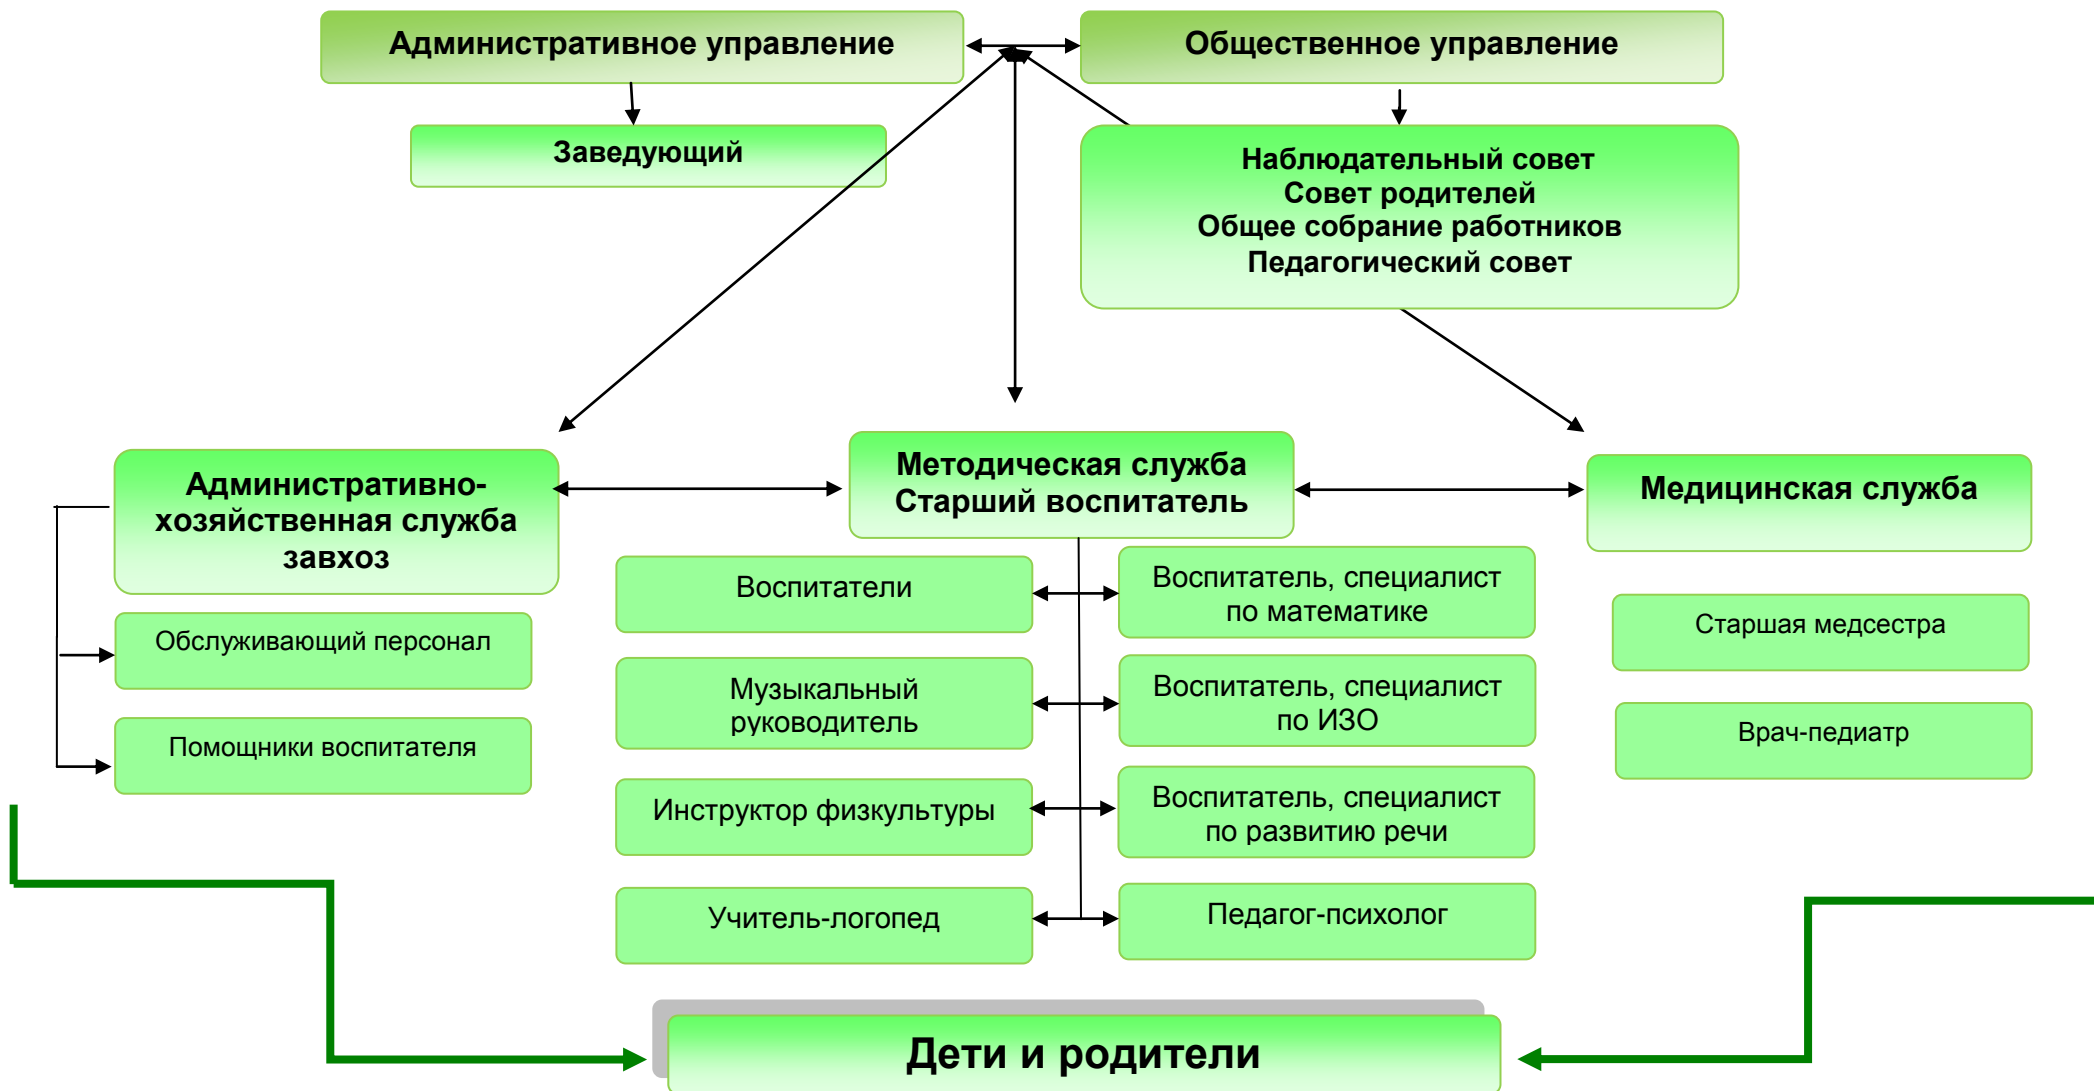 Административное управление
Общественное управление
Заведующий
Наблюдательный совет
Совет родителей
Общее собрание работников
Педагогический совет
Административно-
хозяйственная служба
завхоз
Методическая служба
Старший воспитатель
Медицинская служба
Обслуживающий персонал
Помощники воспитателя
Воспитатели
Воспитатель, специалист
по математике
Музыкальный
руководитель
Воспитатель, специалист
по ИЗО
Инструктор физкультуры
Воспитатель, специалист
по развитию речи
Учитель-логопед
Педагог-психолог
Старшая медсестра
Врач-педиатр
Дети и родители